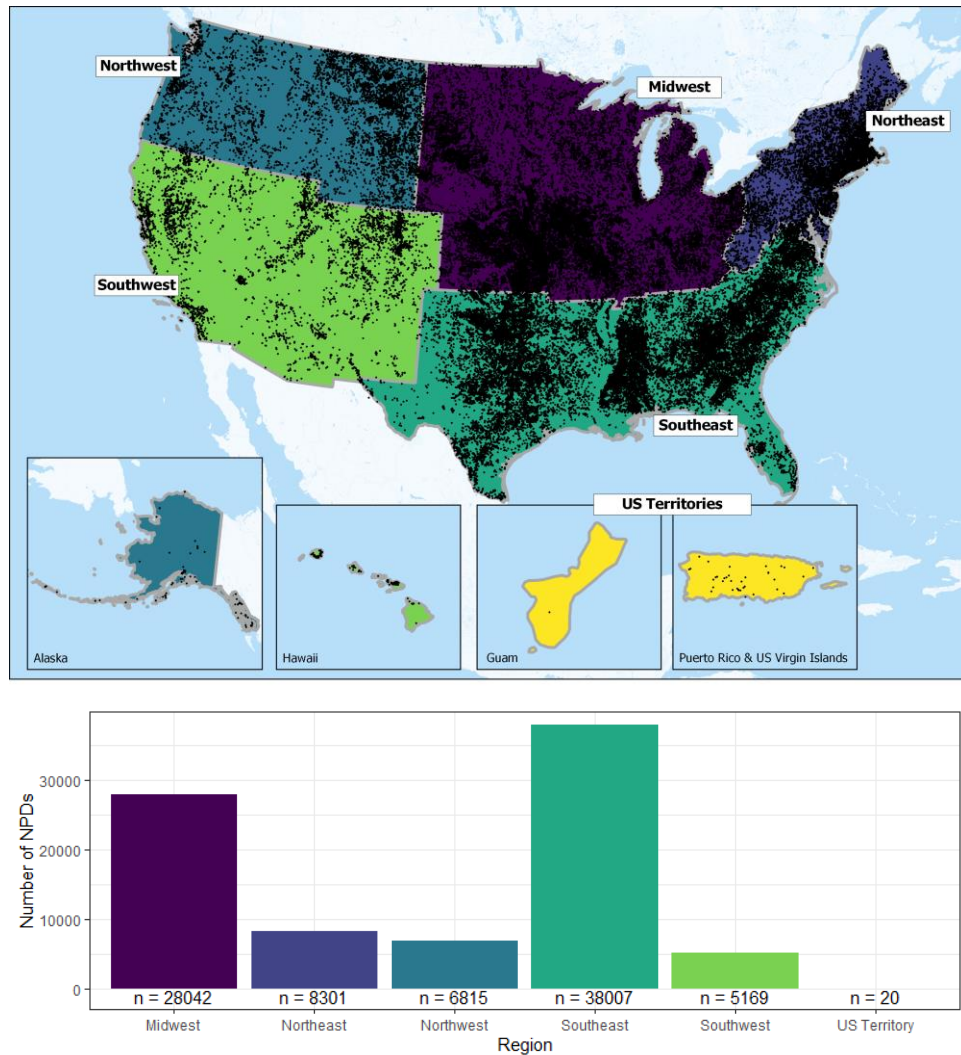 Northwest
Midwest
Northeast
Southwest
Southeast
US Territories
Alaska
Hawaii
Guam
Puerto Rico & US Virgin Islands
Number of NPDs
30000
20000
10000
0
n = 28042
n = 8301
n = 6815
n = 38007
n = 5169
n = 20
Midwest
Northeast
Northwest
Southeast
Southwest
US Territory
Region